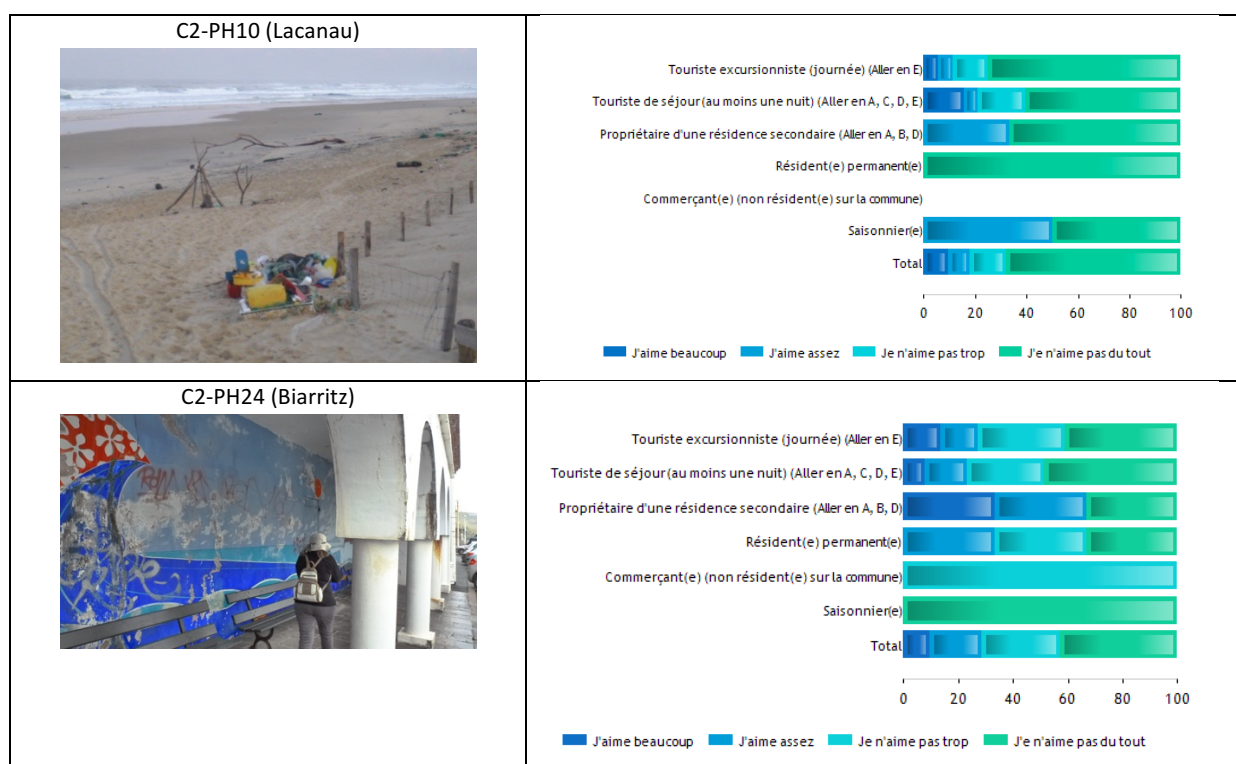 C2-PH10 (Lacanau)
Touriste excursionniste (journée) (Aller en E)
Touriste de séjour (au moins une nuit) (Aller en A, C, D, E)
Propriétaire d'une résidence secondaire (Aller en A, B, D)
Résident(e) permanent(e)
Commerçant(e) (non résident(e) sur la commune)
Saisonnier(e)
Total
0 20 40 60 80 100
J'aime beaucoup J'aime assez Je n'aime pas trop J'e n'aime pas du tout
C2-PH24 (Biarritz)
Touriste excursionniste (journée) (Aller en E)
Touriste de séjour (au moins une nuit) (Aller en A, C, D, E)
Propriétaire d'une résidence secondaire (Aller en A, B, D)
Résident(e) permanent(e)
Commerçant(e) (non résident(e) sur la commune)
Saisonnier(e)
Total
0 20 40 60 80 100
J'aime beaucoup J'aime assez Je n'aime pas trop J'e n'aime pas du tout